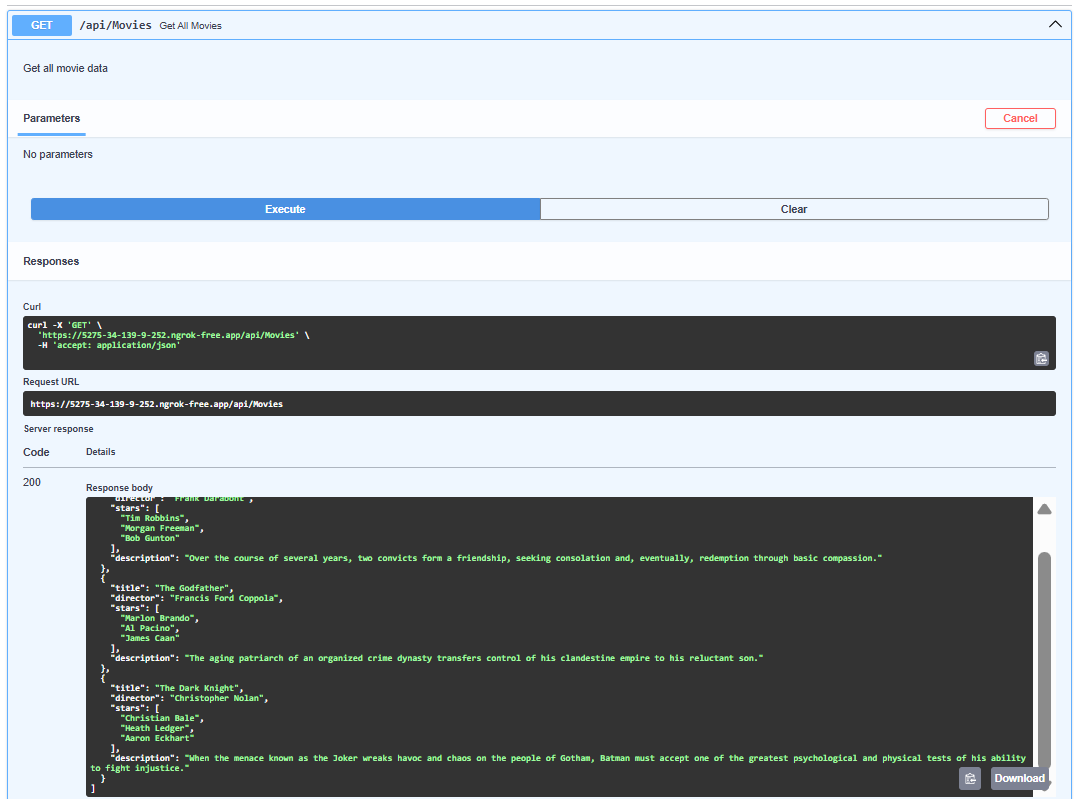 GET /api/Movies Get All Movies
Get all movie data
Parameters
Cancel
No parameters
Execute
Clear
Responses
Curl
curl -X 'GET' \
  'https://5275-34-139-9-252.ngrok-free.app/api/Movies' \
  -H 'accept: application/json'
Request URL
https://5275-34-139-9-252.ngrok-free.app/api/Movies
Server response
Code Details
200
Response body
    "director": "Frank Darabont",
    "stars": [
      "Tim Robbins",
      "Morgan Freeman",
      "Bob Gunton"
    ],
    "description": "Over the course of several years, two convicts form a friendship, seeking consolation and, eventually, redemption through basic compassion."
  },
  {
    "title": "The Godfather",
    "director": "Francis Ford Coppola",
    "stars": [
      "Marlon Brando",
      "Al Pacino",
      "James Caan"
    ],
    "description": "The aging patriarch of an organized crime dynasty transfers control of his clandestine empire to his reluctant son."
  },
  {
    "title": "The Dark Knight",
    "director": "Christopher Nolan",
    "stars": [
      "Christian Bale",
      "Heath Ledger",
      "Aaron Eckhart"
    ],
    "description": "When the menace known as the Joker wreaks havoc and chaos on the people of Gotham, Batman must accept one of the greatest psychological and physical tests of his ability
to fight injustice."
  }
]
Download